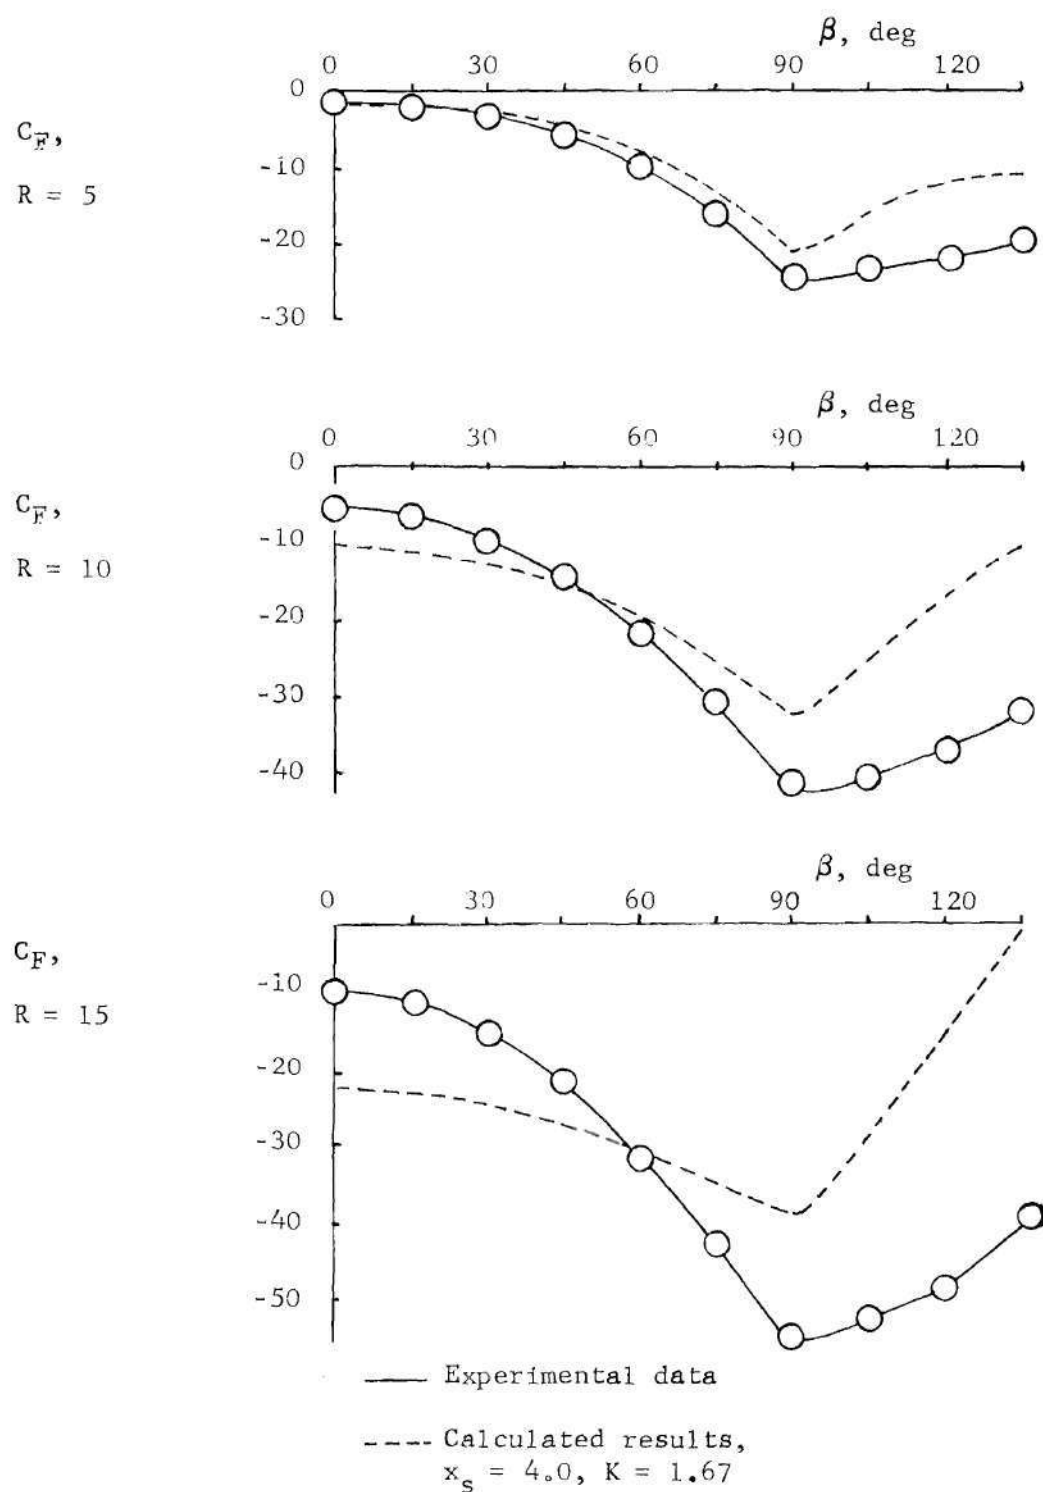 β, deg
0 30 60 90 120
0
C_F,
-10
R = 5
-20
-30
β, deg
0 30 60 90 120
0
C_F,
-10
R = 10
-20
-30
-40
β, deg
0 30 60 90 120
C_F,
-10
R = 15
-20
-30
-40
-50
Experimental data
Calculated results,
x_s = 4.0, K = 1.67